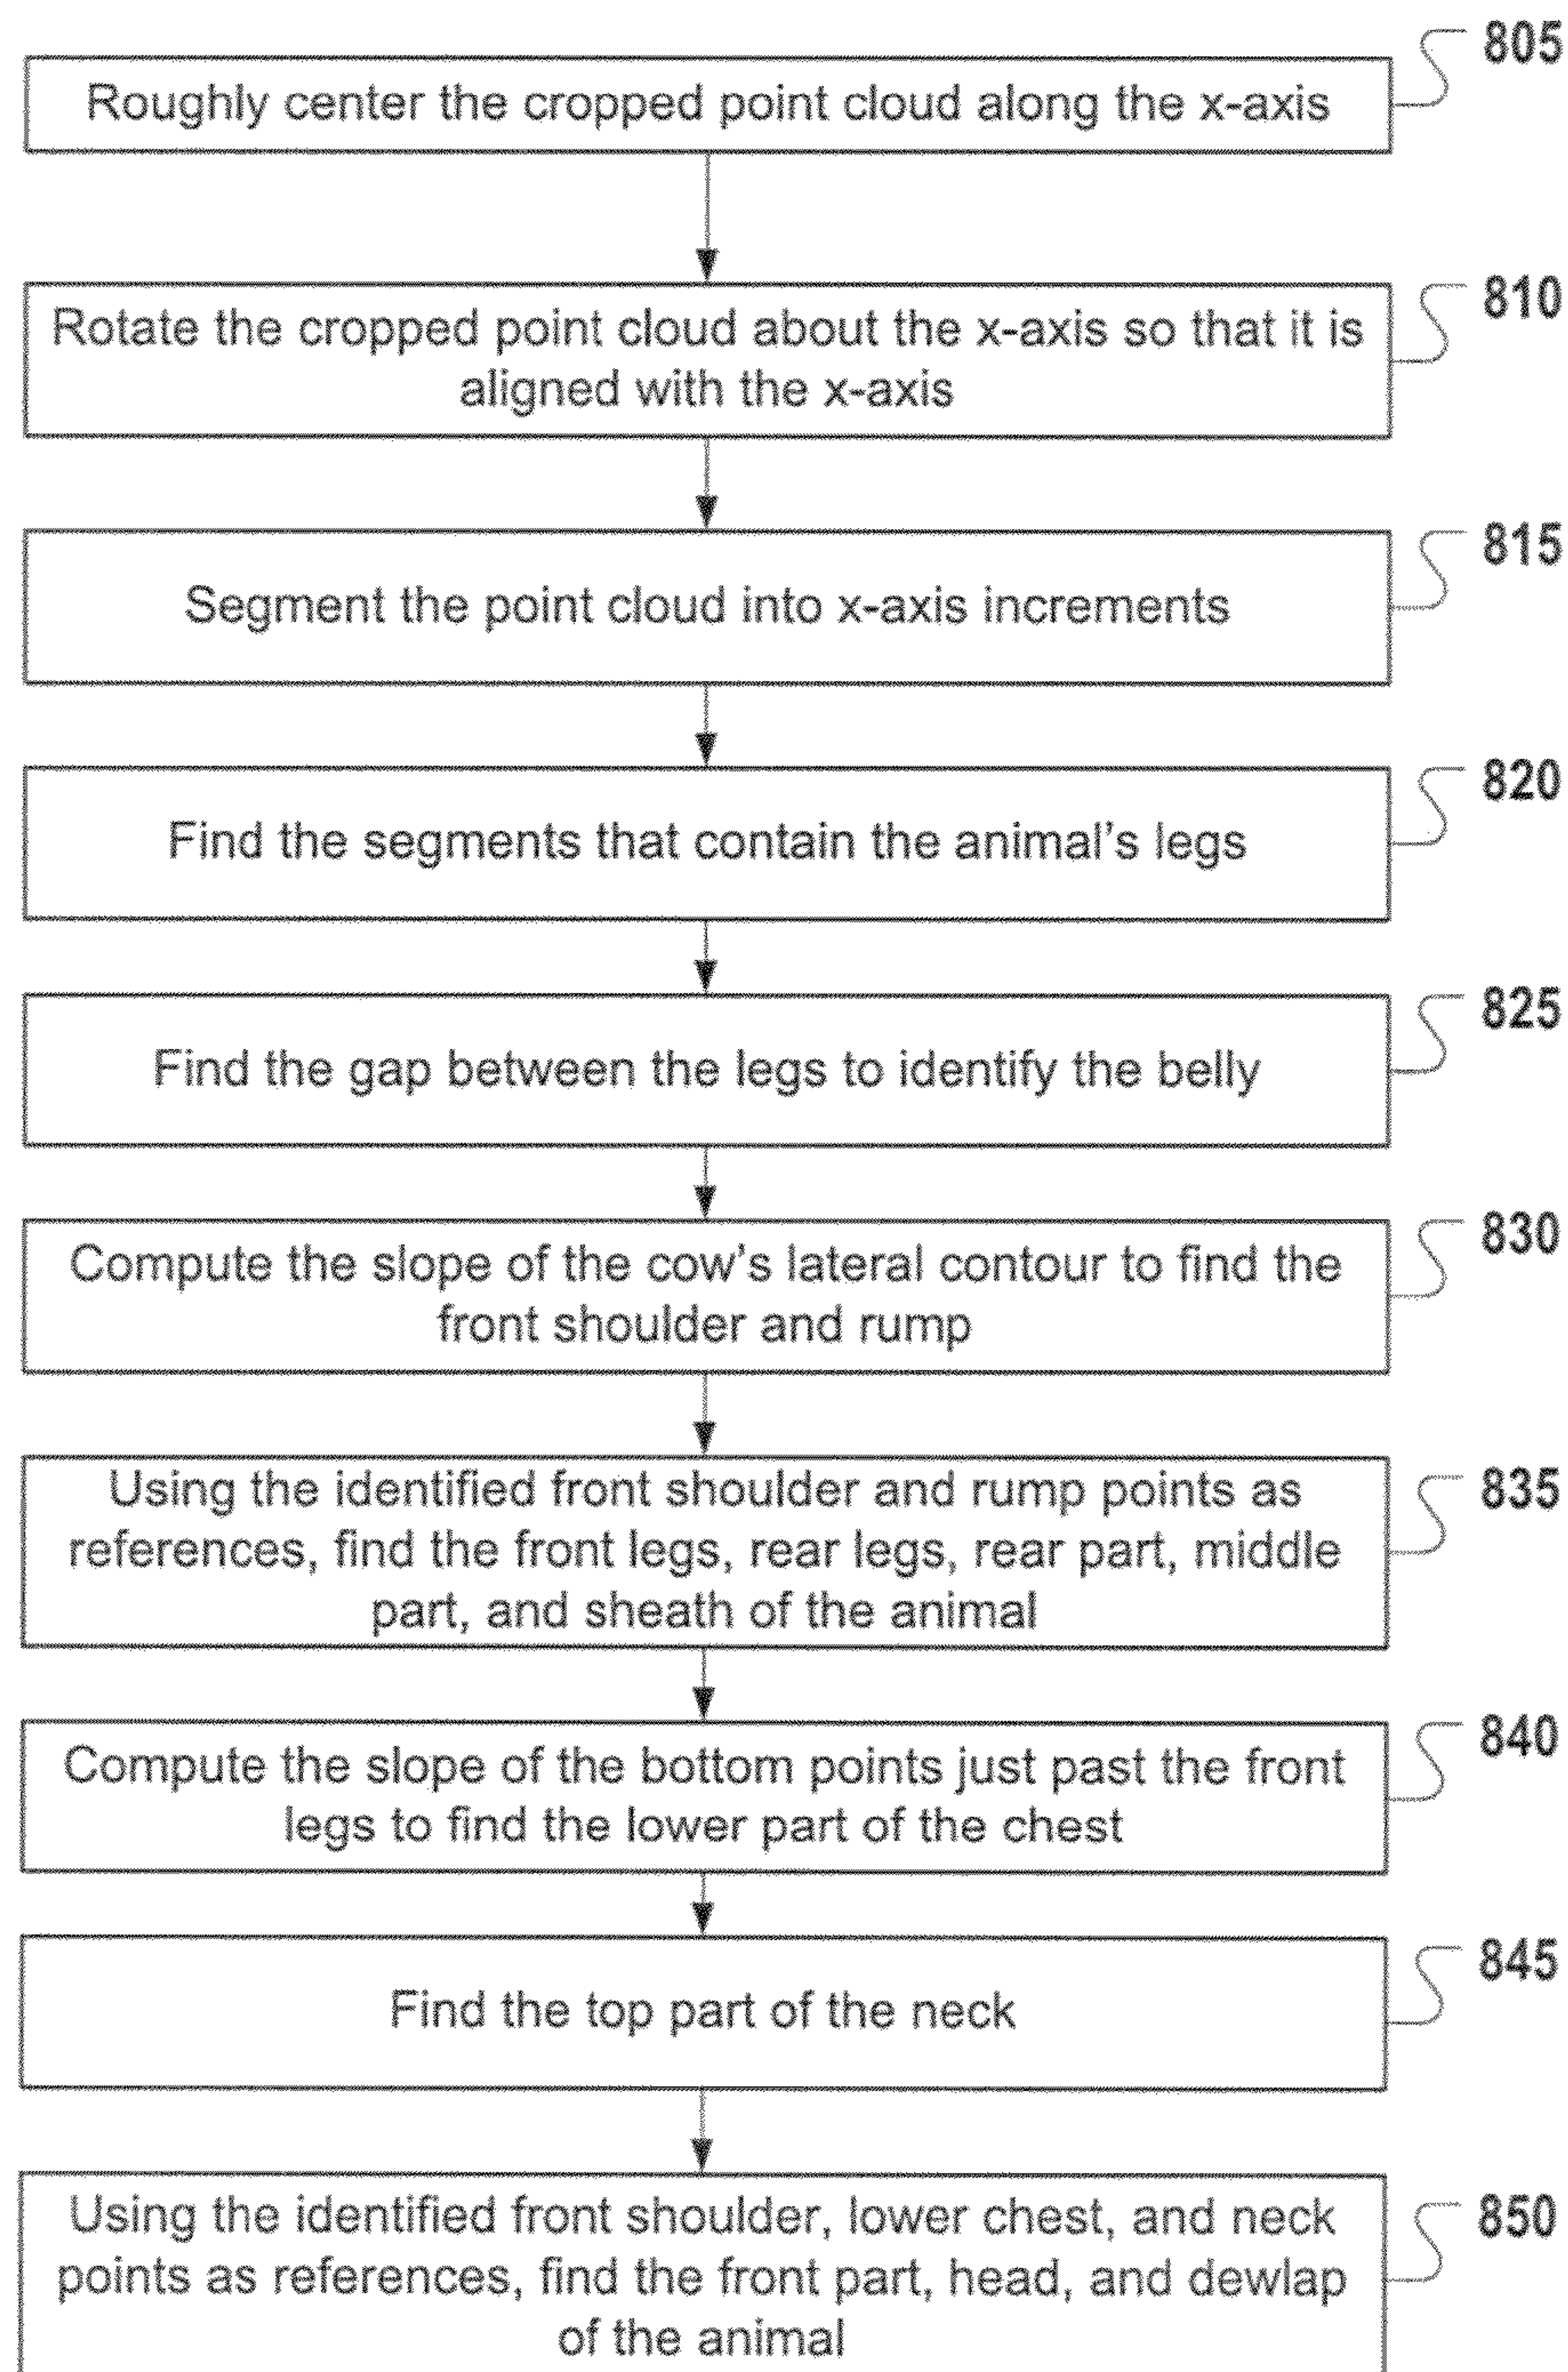 805
Roughly center the cropped point cloud along the x-axis
810
Rotate the cropped point cloud about the x-axis so that it is
aligned with the x-axis
815
Segment the point cloud into x-axis increments
820
Find the segments that contain the animal's legs
825
Find the gap between the legs to identify the belly
830
Compute the slope of the cow's lateral contour to find the
front shoulder and rump
835
Using the identified front shoulder and rump points as
references, find the front legs, rear legs, rear part, middle
part, and sheath of the animal
840
Compute the slope of the bottom points just past the front
legs to find the lower part of the chest
845
Find the top part of the neck
850
Using the identified front shoulder, lower chest, and neck
points as references, find the front part, head, and dewlap
of the animal